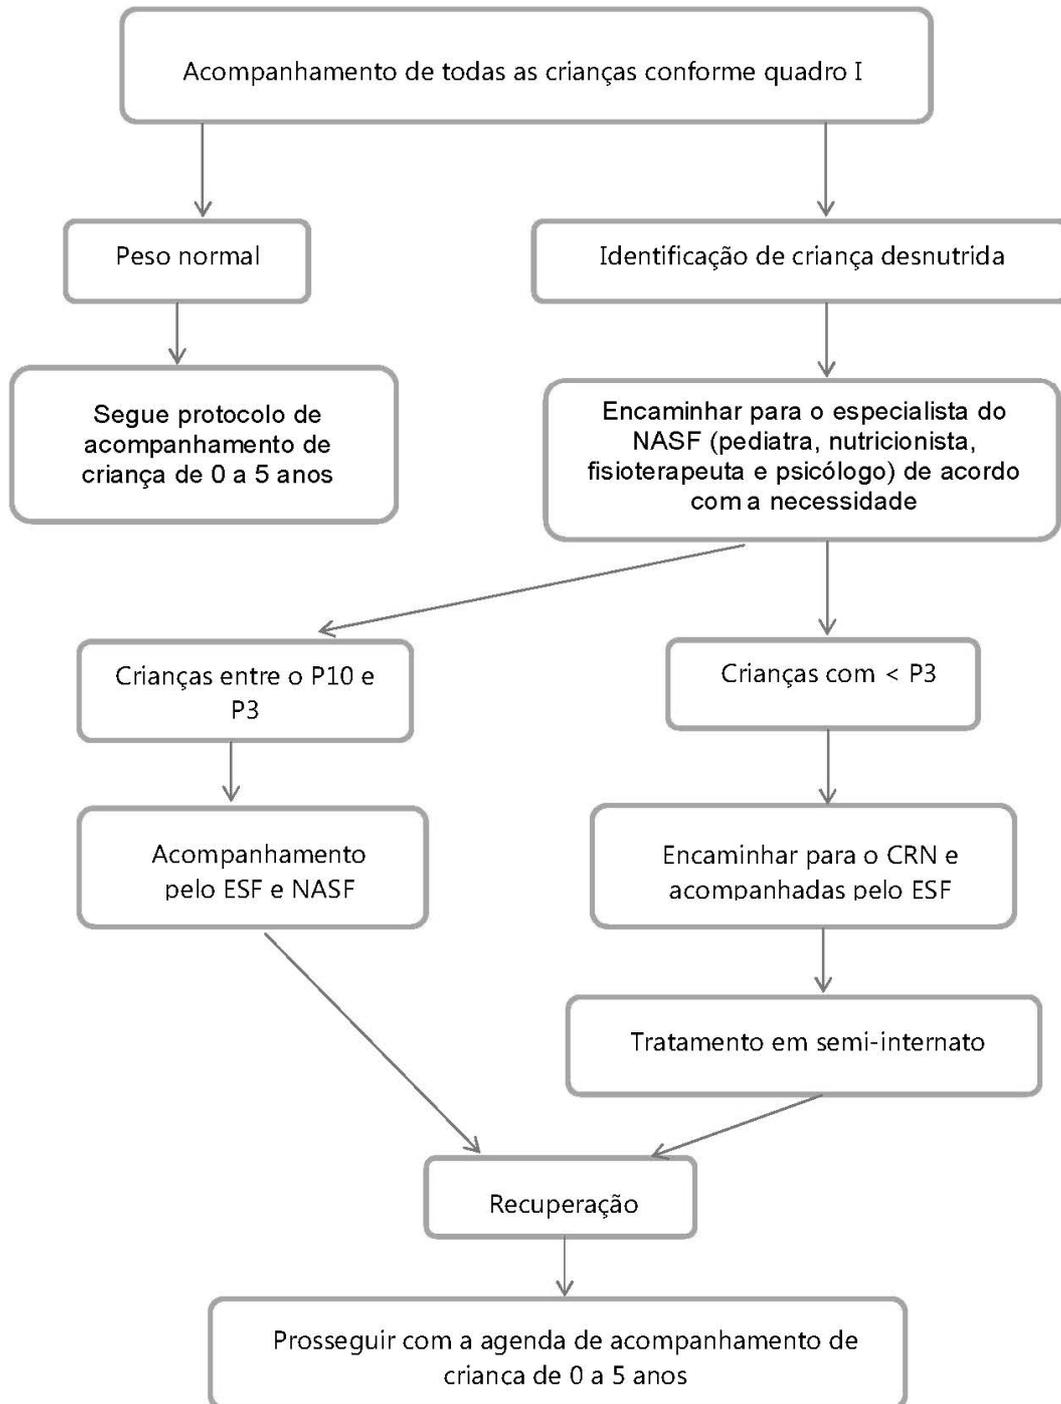 Acompanhamento de todas as crianças conforme quadro I
Peso normal
Identificação de criança desnutrida
Segue protocolo de
acompanhamento de
criança de 0 a 5 anos
Encaminhar para o especialista do
NASF (pediatra, nutricionista,
fisioterapeuta e psicólogo) de acordo
com a necessidade
Crianças entre o P10 e
P3
Crianças com < P3
Acompanhamento
pelo ESF e NASF
Encaminhar para o CRN e
acompanhadas pelo ESF
Tratamento em semi-internato
Recuperação
Prosseguir com a agenda de acompanhamento de
criança de 0 a 5 anos